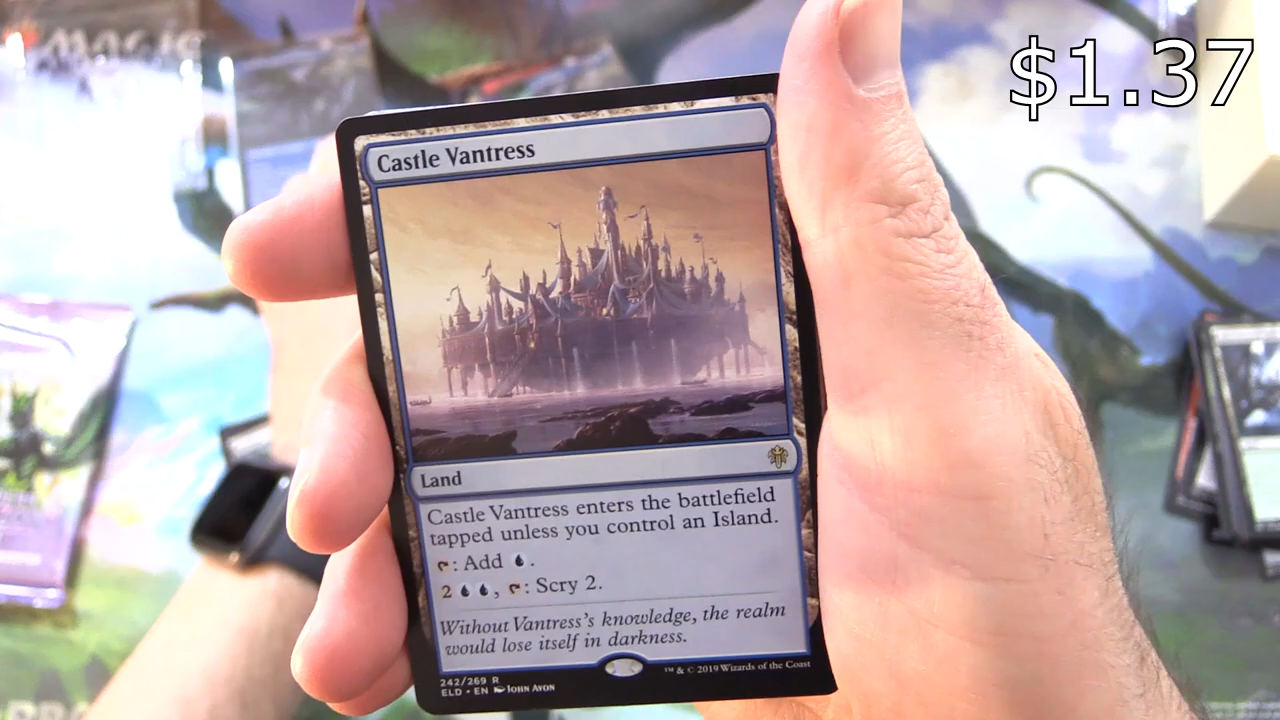 MAGIC
$1.37
Castle Vantress
Land
Castle Vantress enters the battlefield
tapped unless you control an Island.
: Add .
2 , : Scry 2.
Without Vantress's knowledge, the realm
would lose itself in darkness.
242/269 R
ELD • EN JOHN AVON
™ & © 2019 Wizards of the Coast